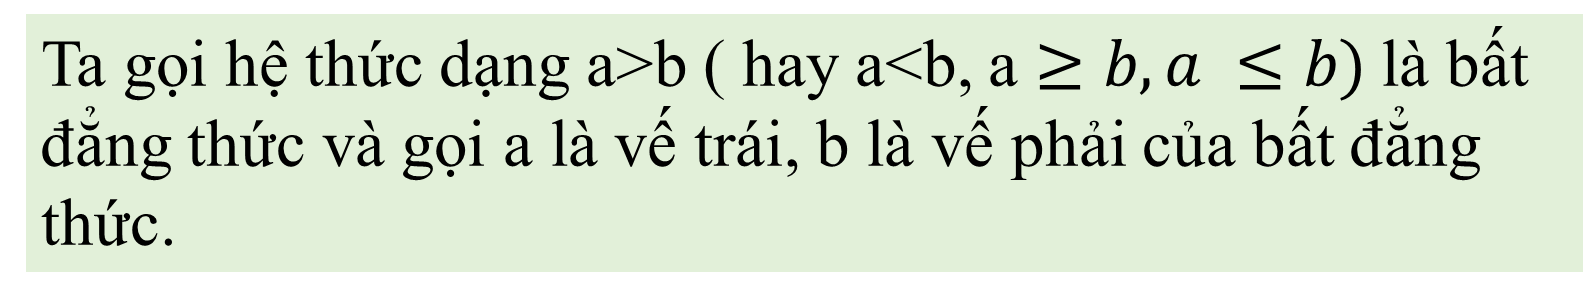 Ta gọi hệ thức dạng a>b ( hay a<b, a ≥ b, a ≤ b) là bất
đẳng thức và gọi a là vế trái, b là vế phải của bất đẳng
thức.